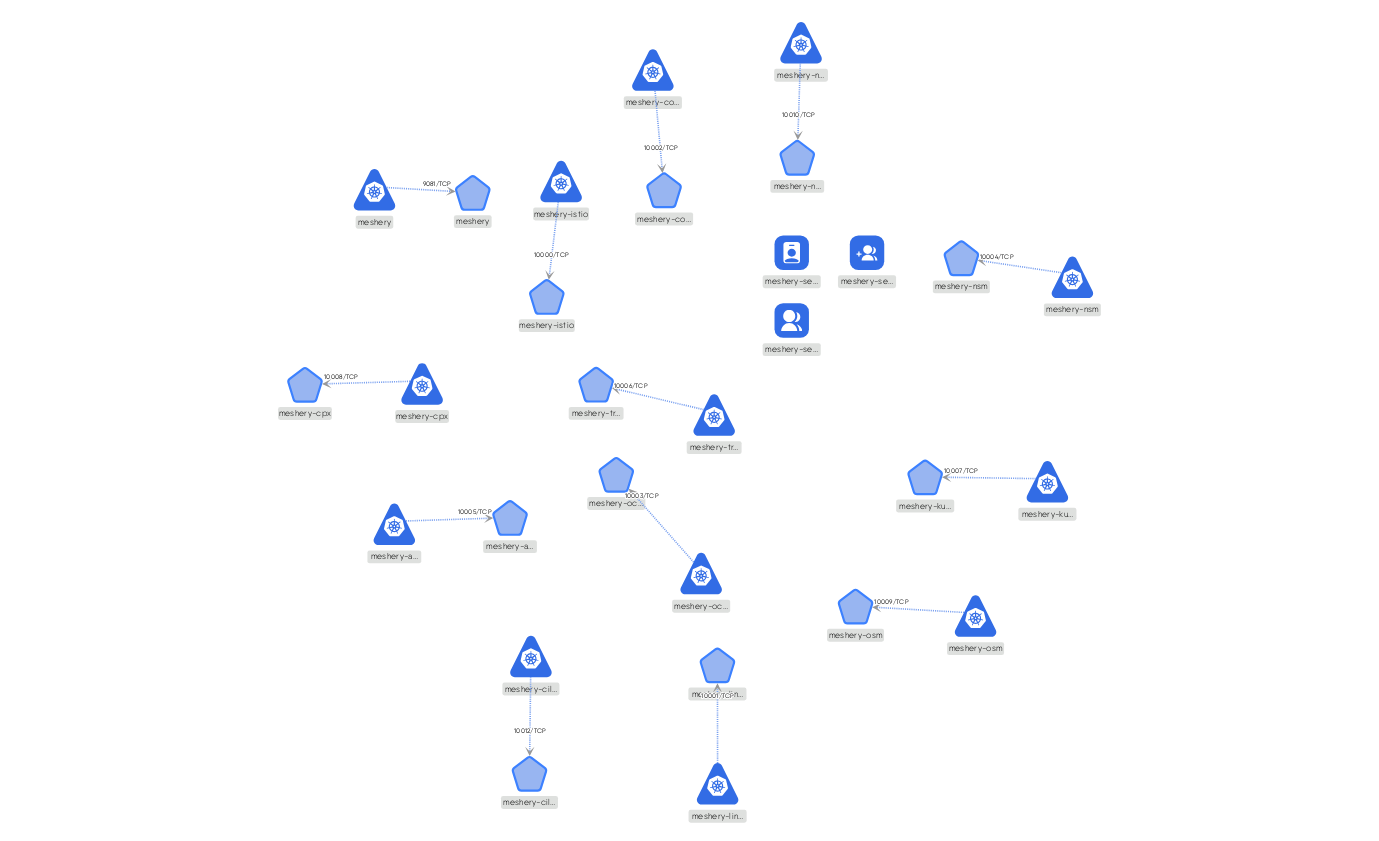 meshery-n...
meshery-co...
10010/TCP
10002/TCP
9081/TCP
meshery-n...
meshery
meshery
meshery-istio
meshery-co...
10000/TCP
10004/TCP
meshery-se...
meshery-se...
meshery-nsm
meshery-nsm
meshery-istio
meshery-se...
10008/TCP
10006/TCP
meshery-cpx
meshery-cpx
meshery-tr...
meshery-tr...
10007/TCP
10003/TCP
meshery-oc...
meshery-ku...
meshery-ku...
10005/TCP
meshery-a...
meshery-a...
10009/TCP
meshery-oc...
meshery-osm
meshery-osm
meshery-cil...
10001/TCP
10012/TCP
meshery-cil...
meshery-lin...